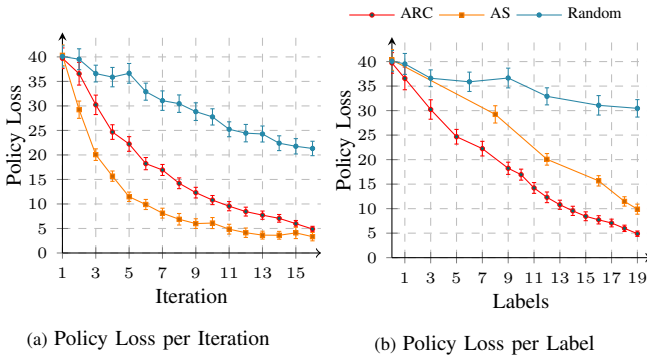 ARC AS Random
40
35
30
25
20
15
10
5
0
Policy Loss
1 3 5 7 9 11 13 15
Iteration
(a) Policy Loss per Iteration
40
35
30
25
20
15
10
5
0
Policy Loss
1 3 5 7 9 11 13 15 17 19
Labels
(b) Policy Loss per Label